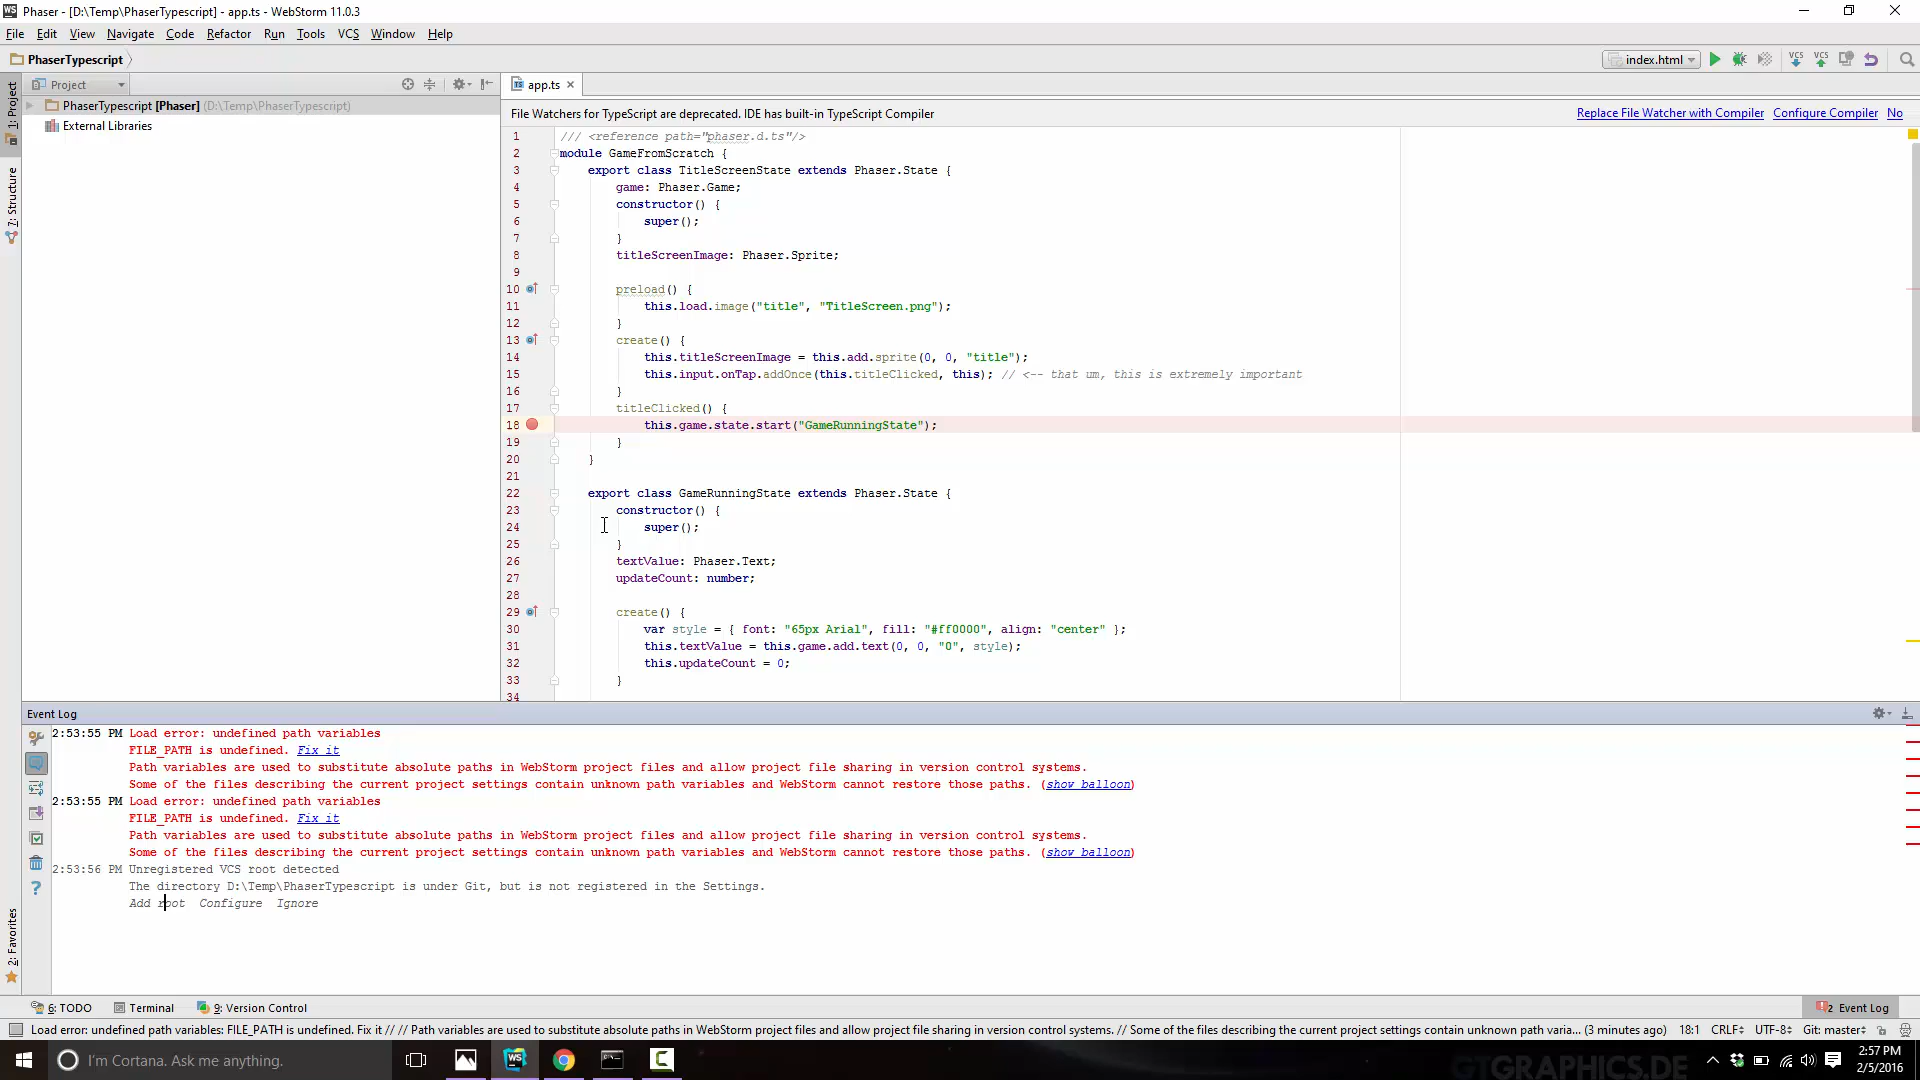 Phaser - [D:\Temp\PhaserTypescript] - app.ts - WebStorm 11.0.3
File Edit View Navigate Code Refactor Run Tools VCS Window Help
PhaserTypescript
index.html
VCS VCS
1: Project
7: Structure
2: Favorites
Project
PhaserTypescript [Phaser] (D:\Temp\PhaserTypescript)
External Libraries
app.ts
File Watchers for TypeScript are deprecated. IDE has built-in TypeScript Compiler
Replace File Watcher with Compiler Configure Compiler No
1 /// <reference path="phaser.d.ts"/>
2 module GameFromScratch {
3 export class TitleScreenState extends Phaser.State {
4 game: Phaser.Game;
5 constructor() {
6 super();
7 }
8 titleScreenImage: Phaser.Sprite;
9
10 preload() {
11 this.load.image("title", "TitleScreen.png");
12 }
13 create() {
14 this.titleScreenImage = this.add.sprite(0, 0, "title");
15 this.input.onTap.addOnce(this.titleClicked, this); // <-- that um, this is extremely important
16 }
17 titleClicked() {
18 this.game.state.start("GameRunningState");
19 }
20 }
21
22 export class GameRunningState extends Phaser.State {
23 constructor() {
24 super();
25 }
26 textValue: Phaser.Text;
27 updateCount: number;
28
29 create() {
30 var style = { font: "65px Arial", fill: "#ff0000", align: "center" };
31 this.textValue = this.game.add.text(0, 0, "0", style);
32 this.updateCount = 0;
33 }
34
Event Log
2:53:55 PM Load error: undefined path variables
FILE_PATH is undefined. Fix it
Path variables are used to substitute absolute paths in WebStorm project files and allow project file sharing in version control systems.
Some of the files describing the current project settings contain unknown path variables and WebStorm cannot restore those paths. (show balloon)
2:53:55 PM Load error: undefined path variables
FILE_PATH is undefined. Fix it
Path variables are used to substitute absolute paths in WebStorm project files and allow project file sharing in version control systems.
Some of the files describing the current project settings contain unknown path variables and WebStorm cannot restore those paths. (show balloon)
2:53:56 PM Unregistered VCS root detected
The directory D:\Temp\PhaserTypescript is under Git, but is not registered in the Settings.
Add root Configure Ignore
6: TODO Terminal 9: Version Control 2 Event Log
Load error: undefined path variables: FILE_PATH is undefined. Fix it // // Path variables are used to substitute absolute paths in WebStorm project files and allow project file sharing in version control systems. // Some of the files describing the current project settings contain unknown path varia... (3 minutes ago) 18:1 CRLF UTF-8 Git: master
I'm Cortana. Ask me anything.
GTGRAPHICS.DE
2:57 PM
2/5/2016